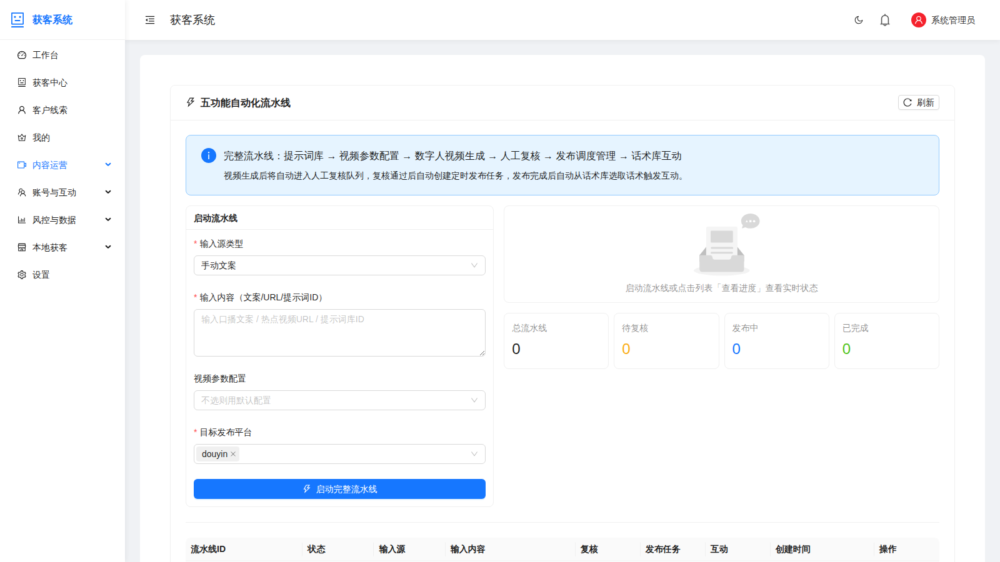 获客系统
获客系统
系统管理员
工作台
获客中心
客户线索
我的
内容运营
账号与互动
风控与数据
本地获客
设置
五功能自动化流水线
刷新
完整流水线：提示词库 → 视频参数配置 → 数字人视频生成 → 人工复核 → 发布调度管理 → 话术库互动
视频生成后将自动进入人工复核队列，复核通过后自动创建定时发布任务，发布完成后自动从话术库选取话术触发互动。
启动流水线
* 输入源类型
手动文案
* 输入内容（文案/URL/提示词ID）
输入口播文案 / 热点视频URL / 提示词库ID
视频参数配置
不选则用默认配置
* 目标发布平台
douyin
启动完整流水线
启动流水线或点击列表「查看进度」查看实时状态
总流水线
0
待复核
0
发布中
0
已完成
0
流水线ID 状态 输入源 输入内容 复核 发布任务 互动 创建时间 操作